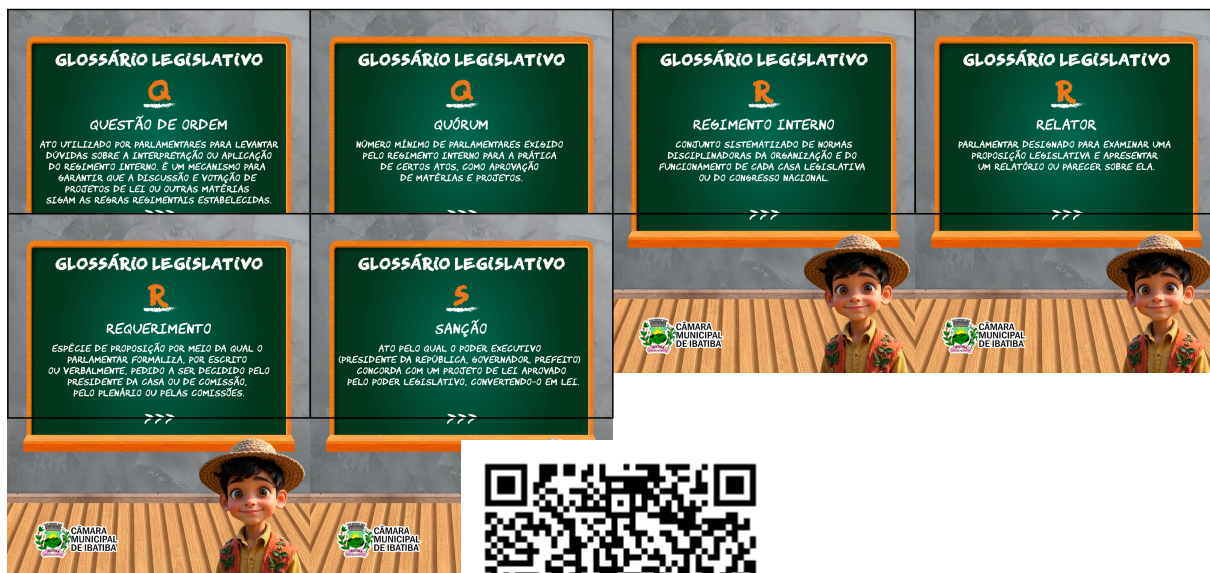 GLOSSÁRIO LEGISLATIVO
Q
QUESTÃO DE ORDEM
ATO UTILIZADO POR PARLAMENTARES PARA LEVANTAR
DÚVIDAS SOBRE A INTERPRETAÇÃO OU APLICAÇÃO
DO REGIMENTO INTERNO. É UM MECANISMO PARA
GARANTIR QUE A DISCUSSÃO E VOTAÇÃO DE
PROJETOS DE LEI OU OUTRAS MATÉRIAS
SIGAM AS REGRAS REGIMENTAIS ESTABELECIDAS.
>>>
GLOSSÁRIO LEGISLATIVO
Q
QUÓRUM
NÚMERO MÍNIMO DE PARLAMENTARES EXIGIDO
PELO REGIMENTO INTERNO PARA A PRÁTICA
DE CERTOS ATOS, COMO APROVAÇÃO
DE MATÉRIAS E PROJETOS.
>>>
GLOSSÁRIO LEGISLATIVO
R
REGIMENTO INTERNO
CONJUNTO SISTEMATIZADO DE NORMAS
DISCIPLINADORAS DA ORGANIZAÇÃO E DO
FUNCIONAMENTO DE CADA CASA LEGISLATIVA
OU DO CONGRESSO NACIONAL.
>>>
CÂMARA
MUNICIPAL
DE IBATIBA
GLOSSÁRIO LEGISLATIVO
R
RELATOR
PARLAMENTAR DESIGNADO PARA EXAMINAR UMA
PROPOSIÇÃO LEGISLATIVA E APRESENTAR
UM RELATÓRIO OU PARECER SOBRE ELA.
>>>
CÂMARA
MUNICIPAL
DE IBATIBA
GLOSSÁRIO LEGISLATIVO
R
REQUERIMENTO
ESPÉCIE DE PROPOSIÇÃO POR MEIO DA QUAL O
PARLAMENTAR FORMALIZA, POR ESCRITO
OU VERBALMENTE, PEDIDO A SER DECIDIDO PELO
PRESIDENTE DA CASA OU DE COMISSÃO,
PELO PLENÁRIO OU PELAS COMISSÕES.
>>>
CÂMARA
MUNICIPAL
DE IBATIBA
GLOSSÁRIO LEGISLATIVO
S
SANÇÃO
ATO PELO QUAL O PODER EXECUTIVO
(PRESIDENTE DA REPÚBLICA, GOVERNADOR, PREFEITO)
CONCORDA COM UM PROJETO DE LEI APROVADO
PELO PODER LEGISLATIVO, CONVERTENDO-O EM LEI.
>>>
CÂMARA
MUNICIPAL
DE IBATIBA